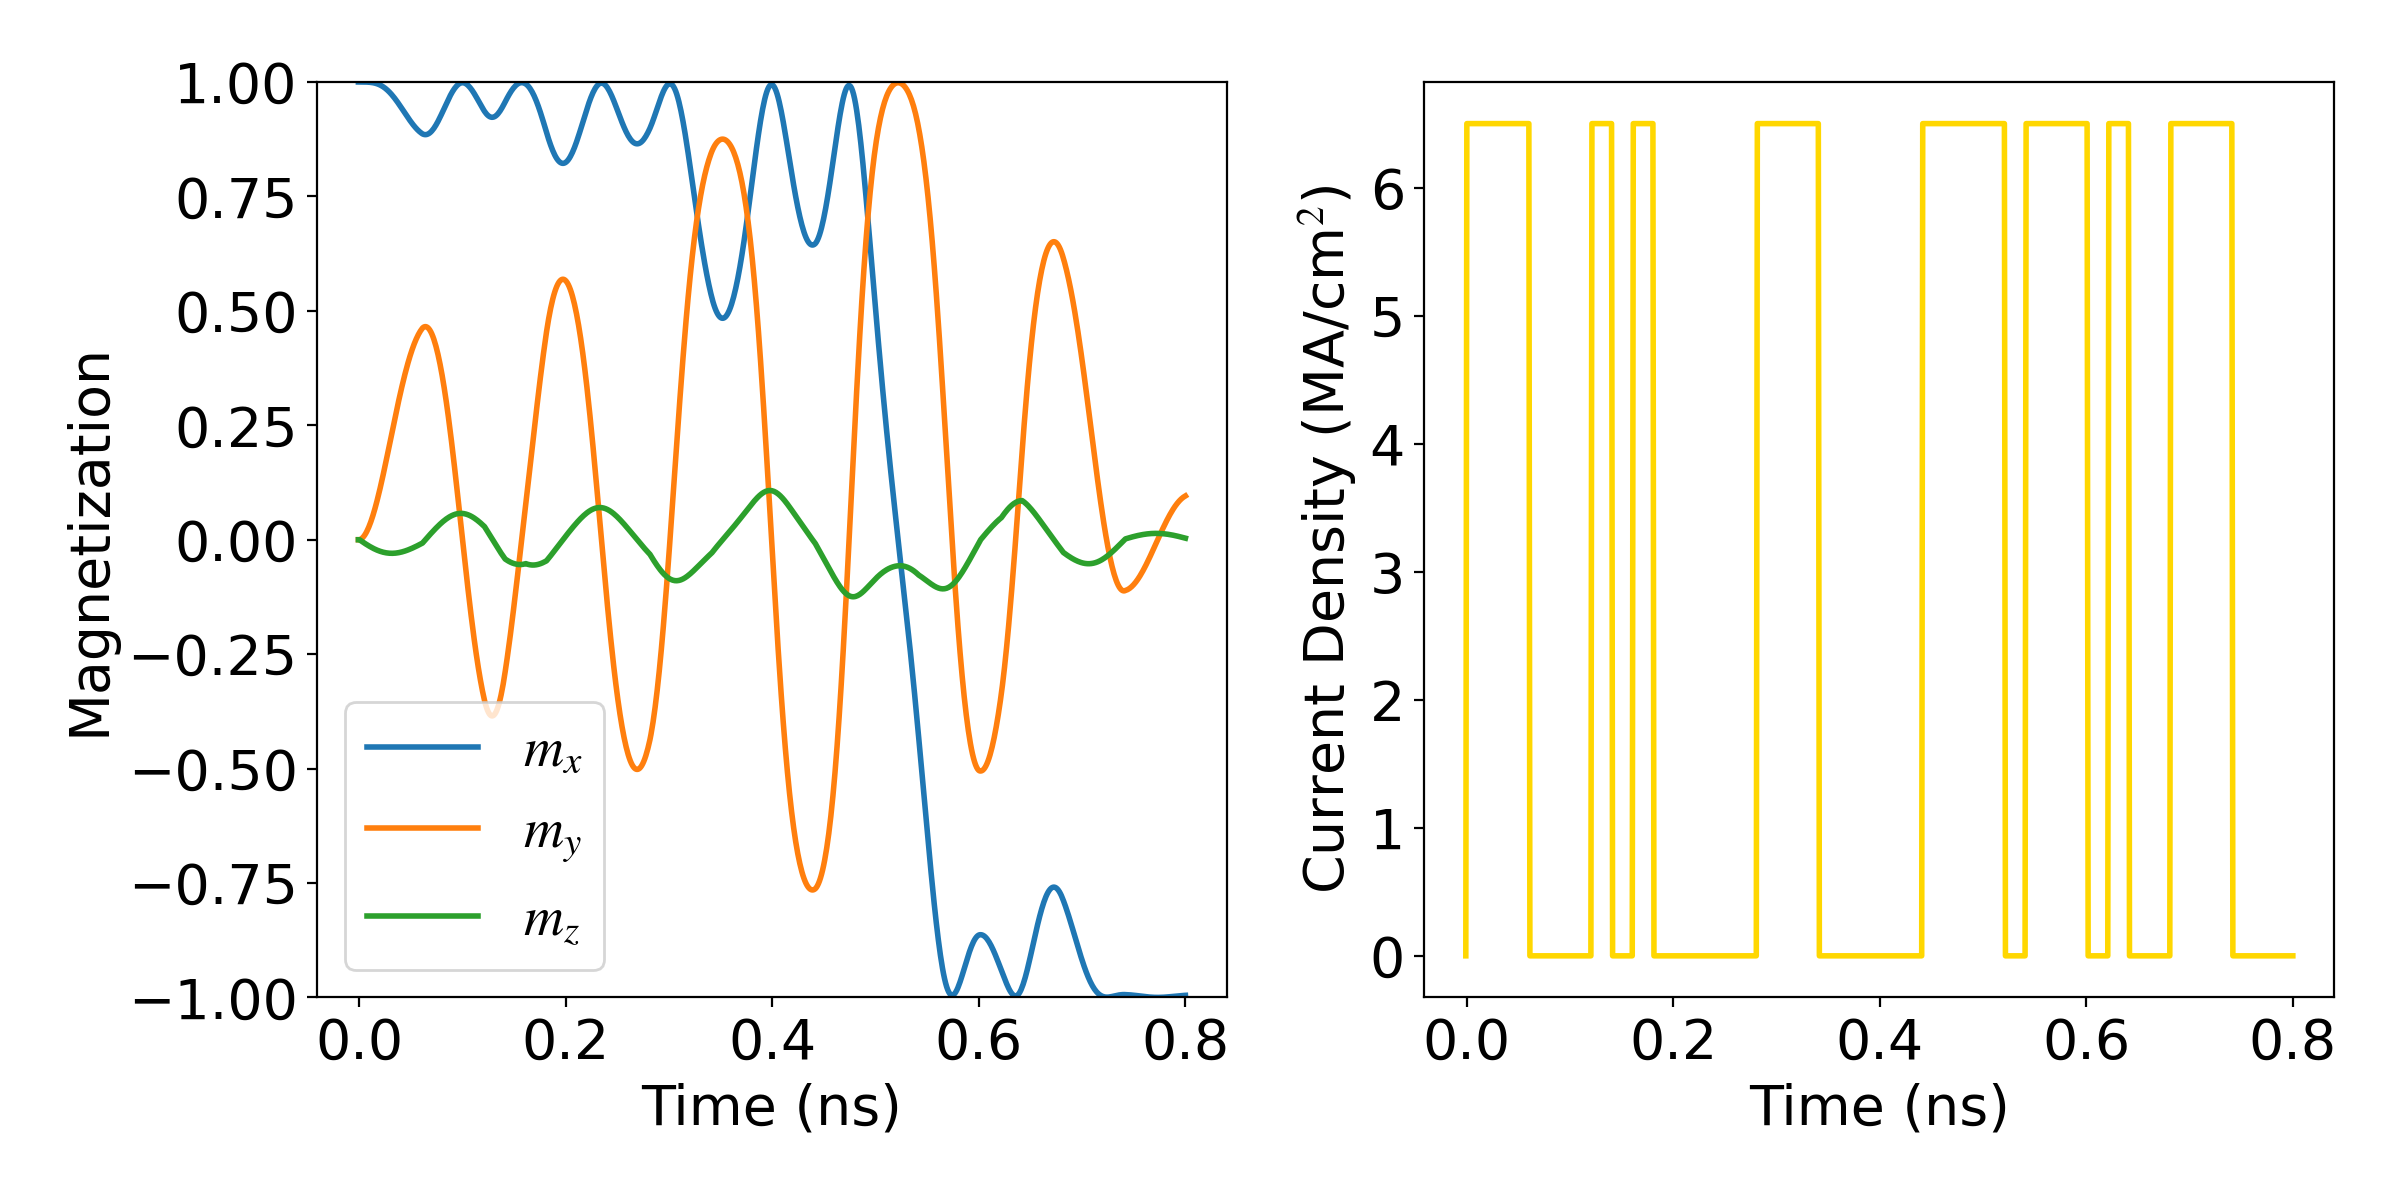 Magnetization
1.00
0.75
0.50
0.25
0.00
−0.25
−0.50
−0.75
−1.00
0.0 0.2 0.4 0.6 0.8
Time (ns)
m_x
m_y
m_z
Current Density (MA/cm²)
6
5
4
3
2
1
0
0.0 0.2 0.4 0.6 0.8
Time (ns)